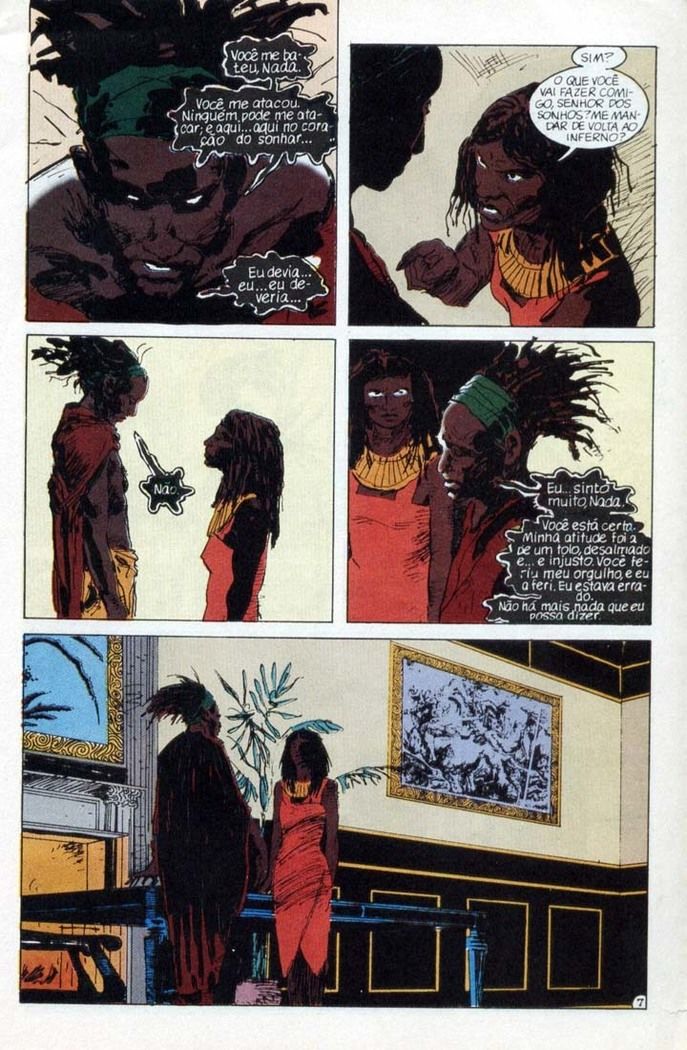 Você me ba-
teu, Nada.
Você me atacou.
Ninguém pode me ata-
car, e aqui... aqui no cora-
ção do sonhar...
Eu devia...
eu... eu de-
veria...
SIM?
O QUE VOCÊ
VAI FAZER COMI-
GO, SENHOR DOS
SONHOS? ME MAN-
DAR DE VOLTA AO
INFERNO?
Não.
Eu... sinto
muito, Nada.
Você está certa.
Minha atitude foi a
de um tolo, desalmado
e... e injusto. Você fe-
riu meu orgulho, e eu
a feri. Eu estava erra-
do.
Não há mais nada que eu
possa dizer.
7